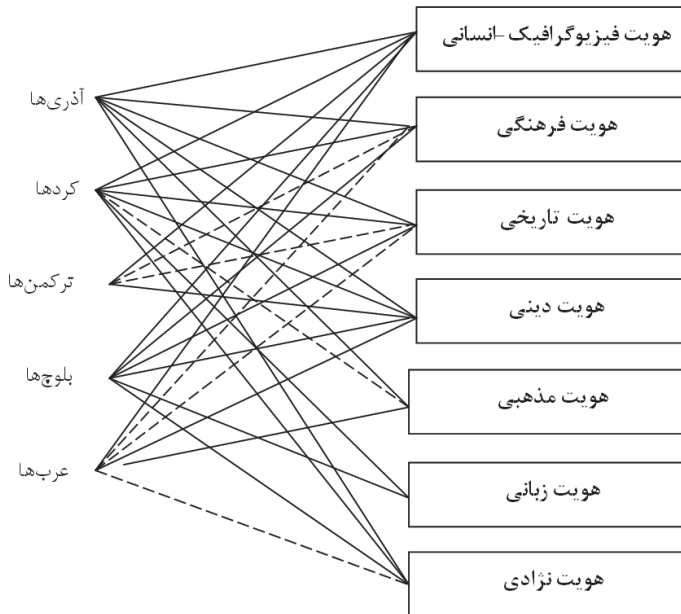 هویت فیزیوگرافیک -انسانی
هویت فرهنگی
هویت تاریخی
هویت دینی
هویت مذهبی
هویت زبانی
هویت نژادی
آذری‌ها
کردها
ترکمن‌ها
بلوچ‌ها
عرب‌ها